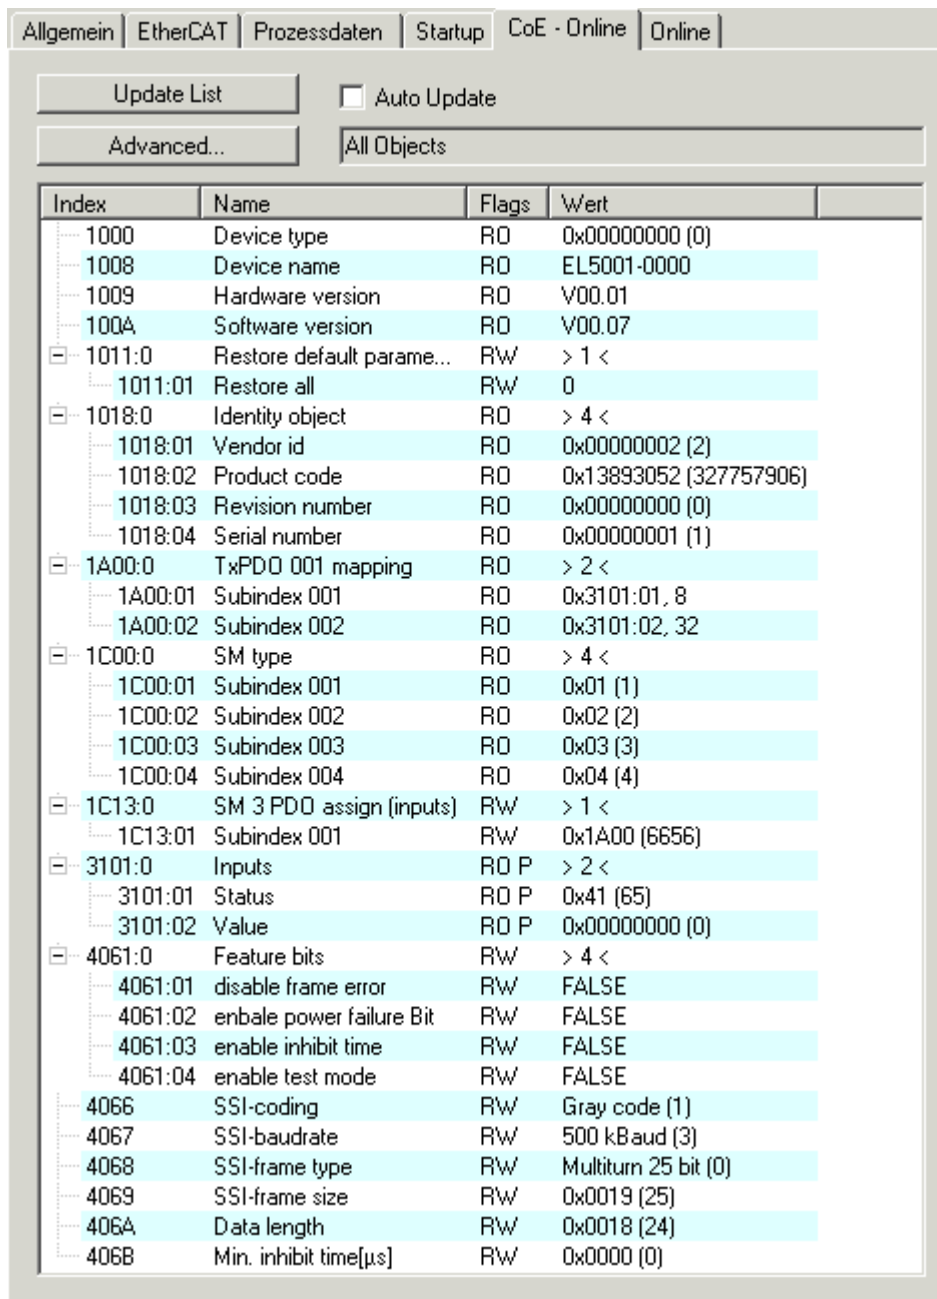 Allgemein EtherCAT Prozessdaten Startup CoE - Online Online
Update List Auto Update
Advanced... All Objects
Index Name Flags Wert
1000 Device type RO 0x00000000 (0)
1008 Device name RO EL5001-0000
1009 Hardware version RO V00.01
100A Software version RO V00.07
1011:0 Restore default parame... RW > 1 <
1011:01 Restore all RW 0
1018:0 Identity object RO > 4 <
1018:01 Vendor id RO 0x00000002 (2)
1018:02 Product code RO 0x13893052 (327757906)
1018:03 Revision number RO 0x00000000 (0)
1018:04 Serial number RO 0x00000001 (1)
1A00:0 TxPDO 001 mapping RO > 2 <
1A00:01 Subindex 001 RO 0x3101:01, 8
1A00:02 Subindex 002 RO 0x3101:02, 32
1C00:0 SM type RO > 4 <
1C00:01 Subindex 001 RO 0x01 (1)
1C00:02 Subindex 002 RO 0x02 (2)
1C00:03 Subindex 003 RO 0x03 (3)
1C00:04 Subindex 004 RO 0x04 (4)
1C13:0 SM 3 PDO assign (inputs) RW > 1 <
1C13:01 Subindex 001 RW 0x1A00 (6656)
3101:0 Inputs RO P > 2 <
3101:01 Status RO P 0x41 (65)
3101:02 Value RO P 0x00000000 (0)
4061:0 Feature bits RW > 4 <
4061:01 disable frame error RW FALSE
4061:02 enbale power failure Bit RW FALSE
4061:03 enable inhibit time RW FALSE
4061:04 enable test mode RW FALSE
4066 SSI-coding RW Gray code (1)
4067 SSI-baudrate RW 500 kBaud (3)
4068 SSI-frame type RW Multiturn 25 bit (0)
4069 SSI-frame size RW 0x0019 (25)
406A Data length RW 0x0018 (24)
406B Min. inhibit time[µs] RW 0x0000 (0)